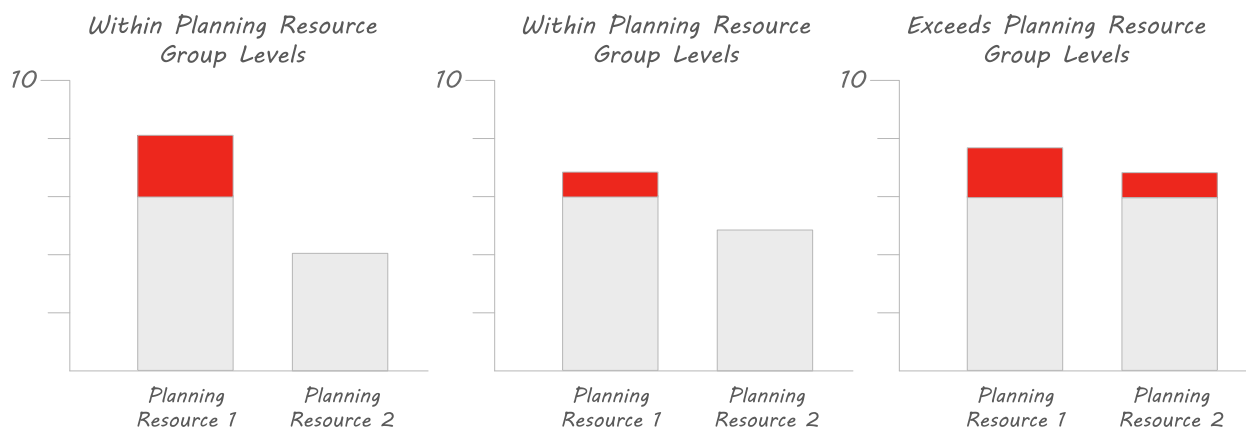 Within Planning Resource
Group Levels
10
Planning
Resource 1
Planning
Resource 2
Within Planning Resource
Group Levels
10
Planning
Resource 1
Planning
Resource 2
Exceeds Planning Resource
Group Levels
10
Planning
Resource 1
Planning
Resource 2